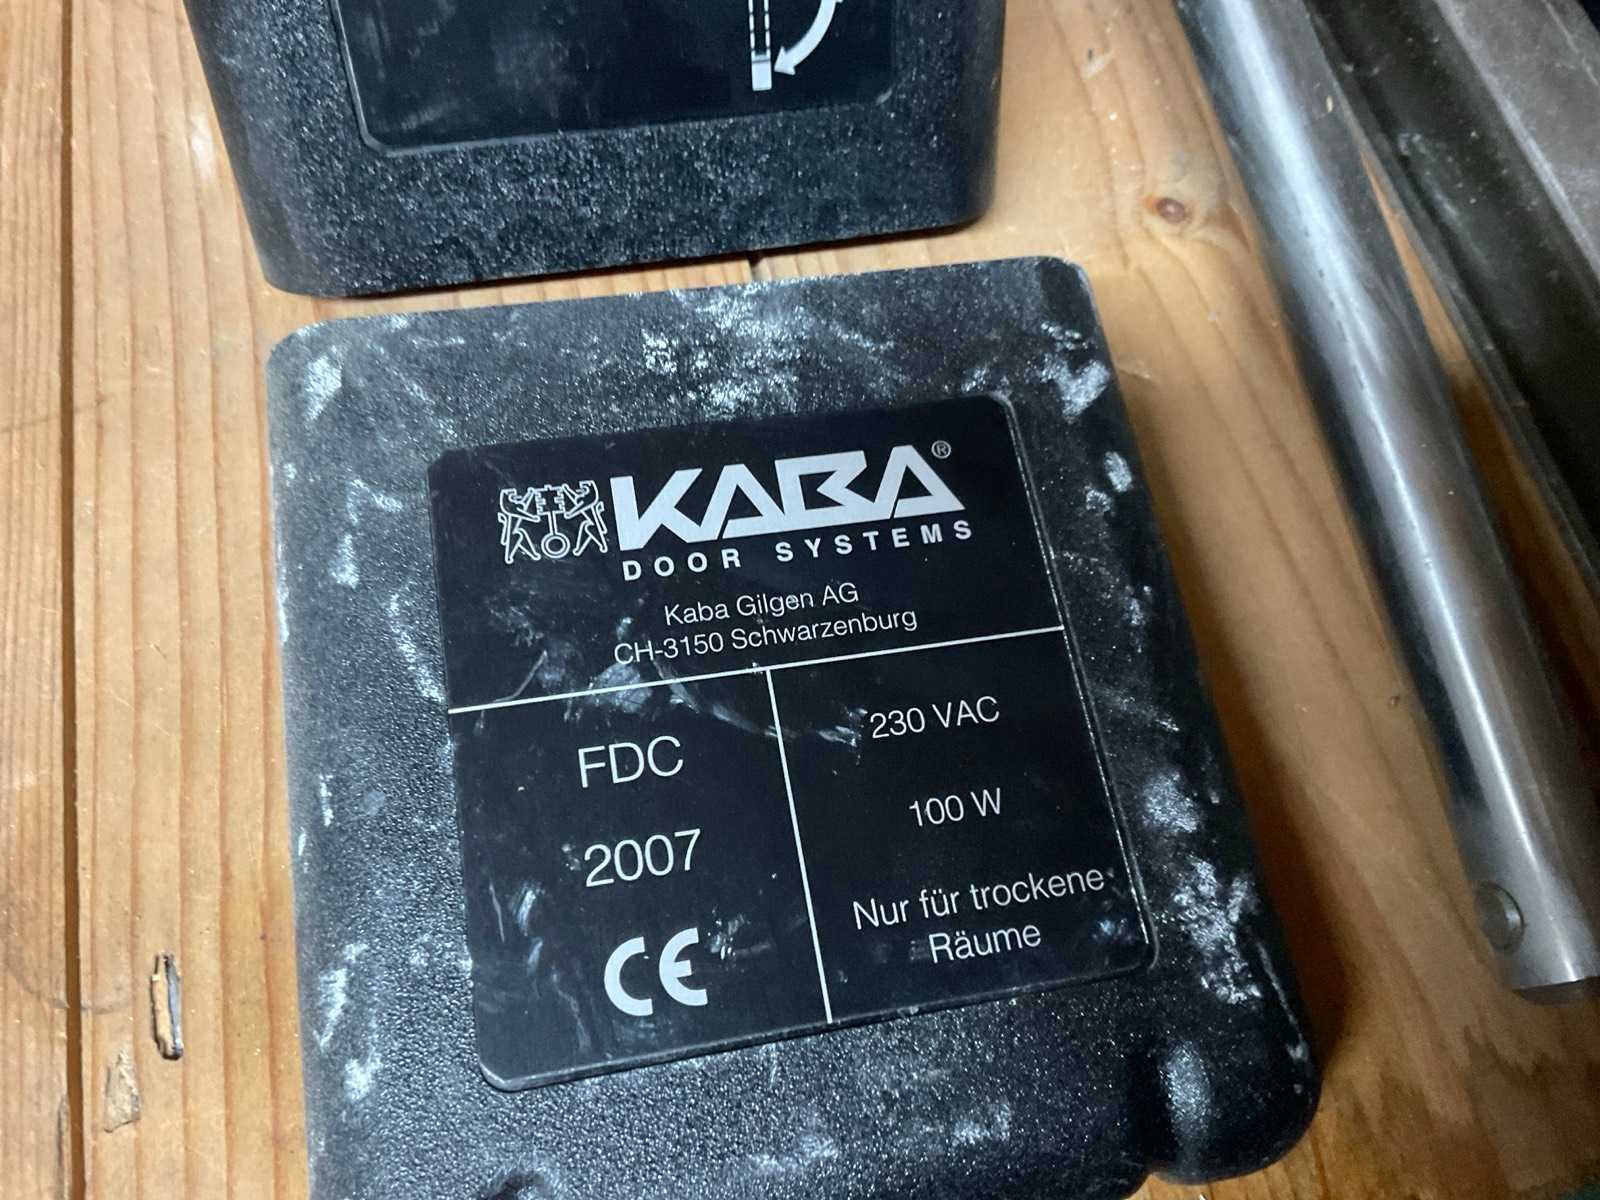 KABA®
DOOR SYSTEMS
Kaba Gilgen AG
CH-3150 Schwarzenburg
FDC
2007
CE
230 VAC
100 W
Nur für trockene
Räume